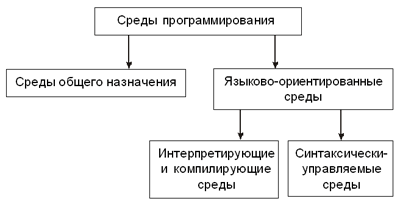 Среды программирования
Среды общего назначения
Языково-ориентированные
среды
Интерпретирующие
и компилирующие
среды
Синтаксически-
управляемые
среды